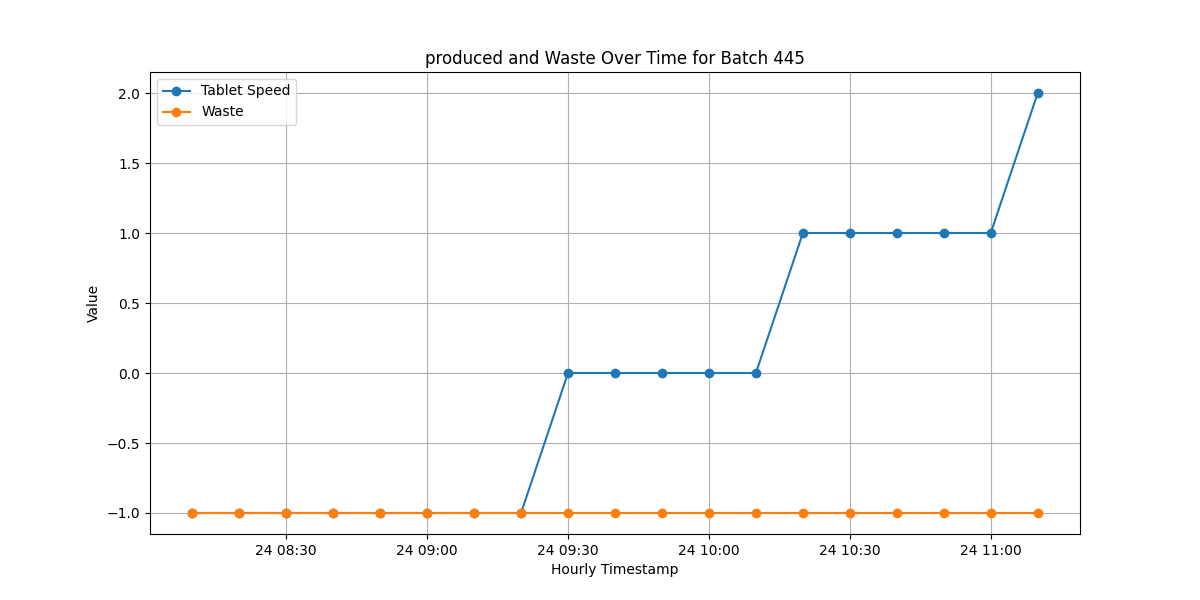 produced and Waste Over Time for Batch 445
Tablet Speed
Waste
Value
2.0
1.5
1.0
0.5
0.0
−0.5
−1.0
24 08:30
24 09:00
24 09:30
24 10:00
24 10:30
24 11:00
Hourly Timestamp